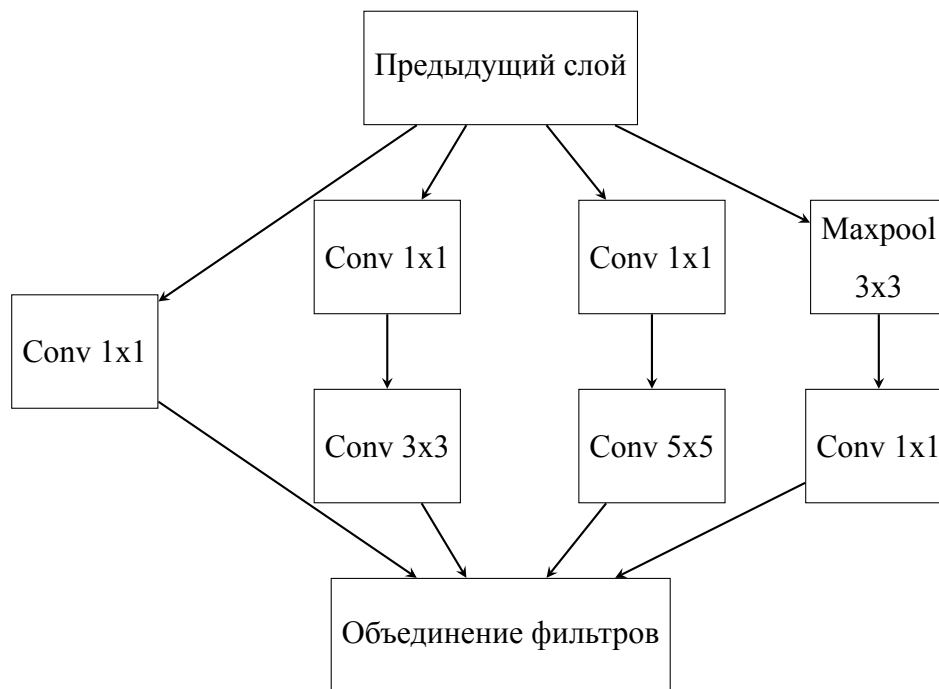 Предыдущий слой
Conv 1x1
Conv 1x1
Maxpool
3x3
Conv 1x1
Conv 3x3
Conv 5x5
Conv 1x1
Объединение фильтров